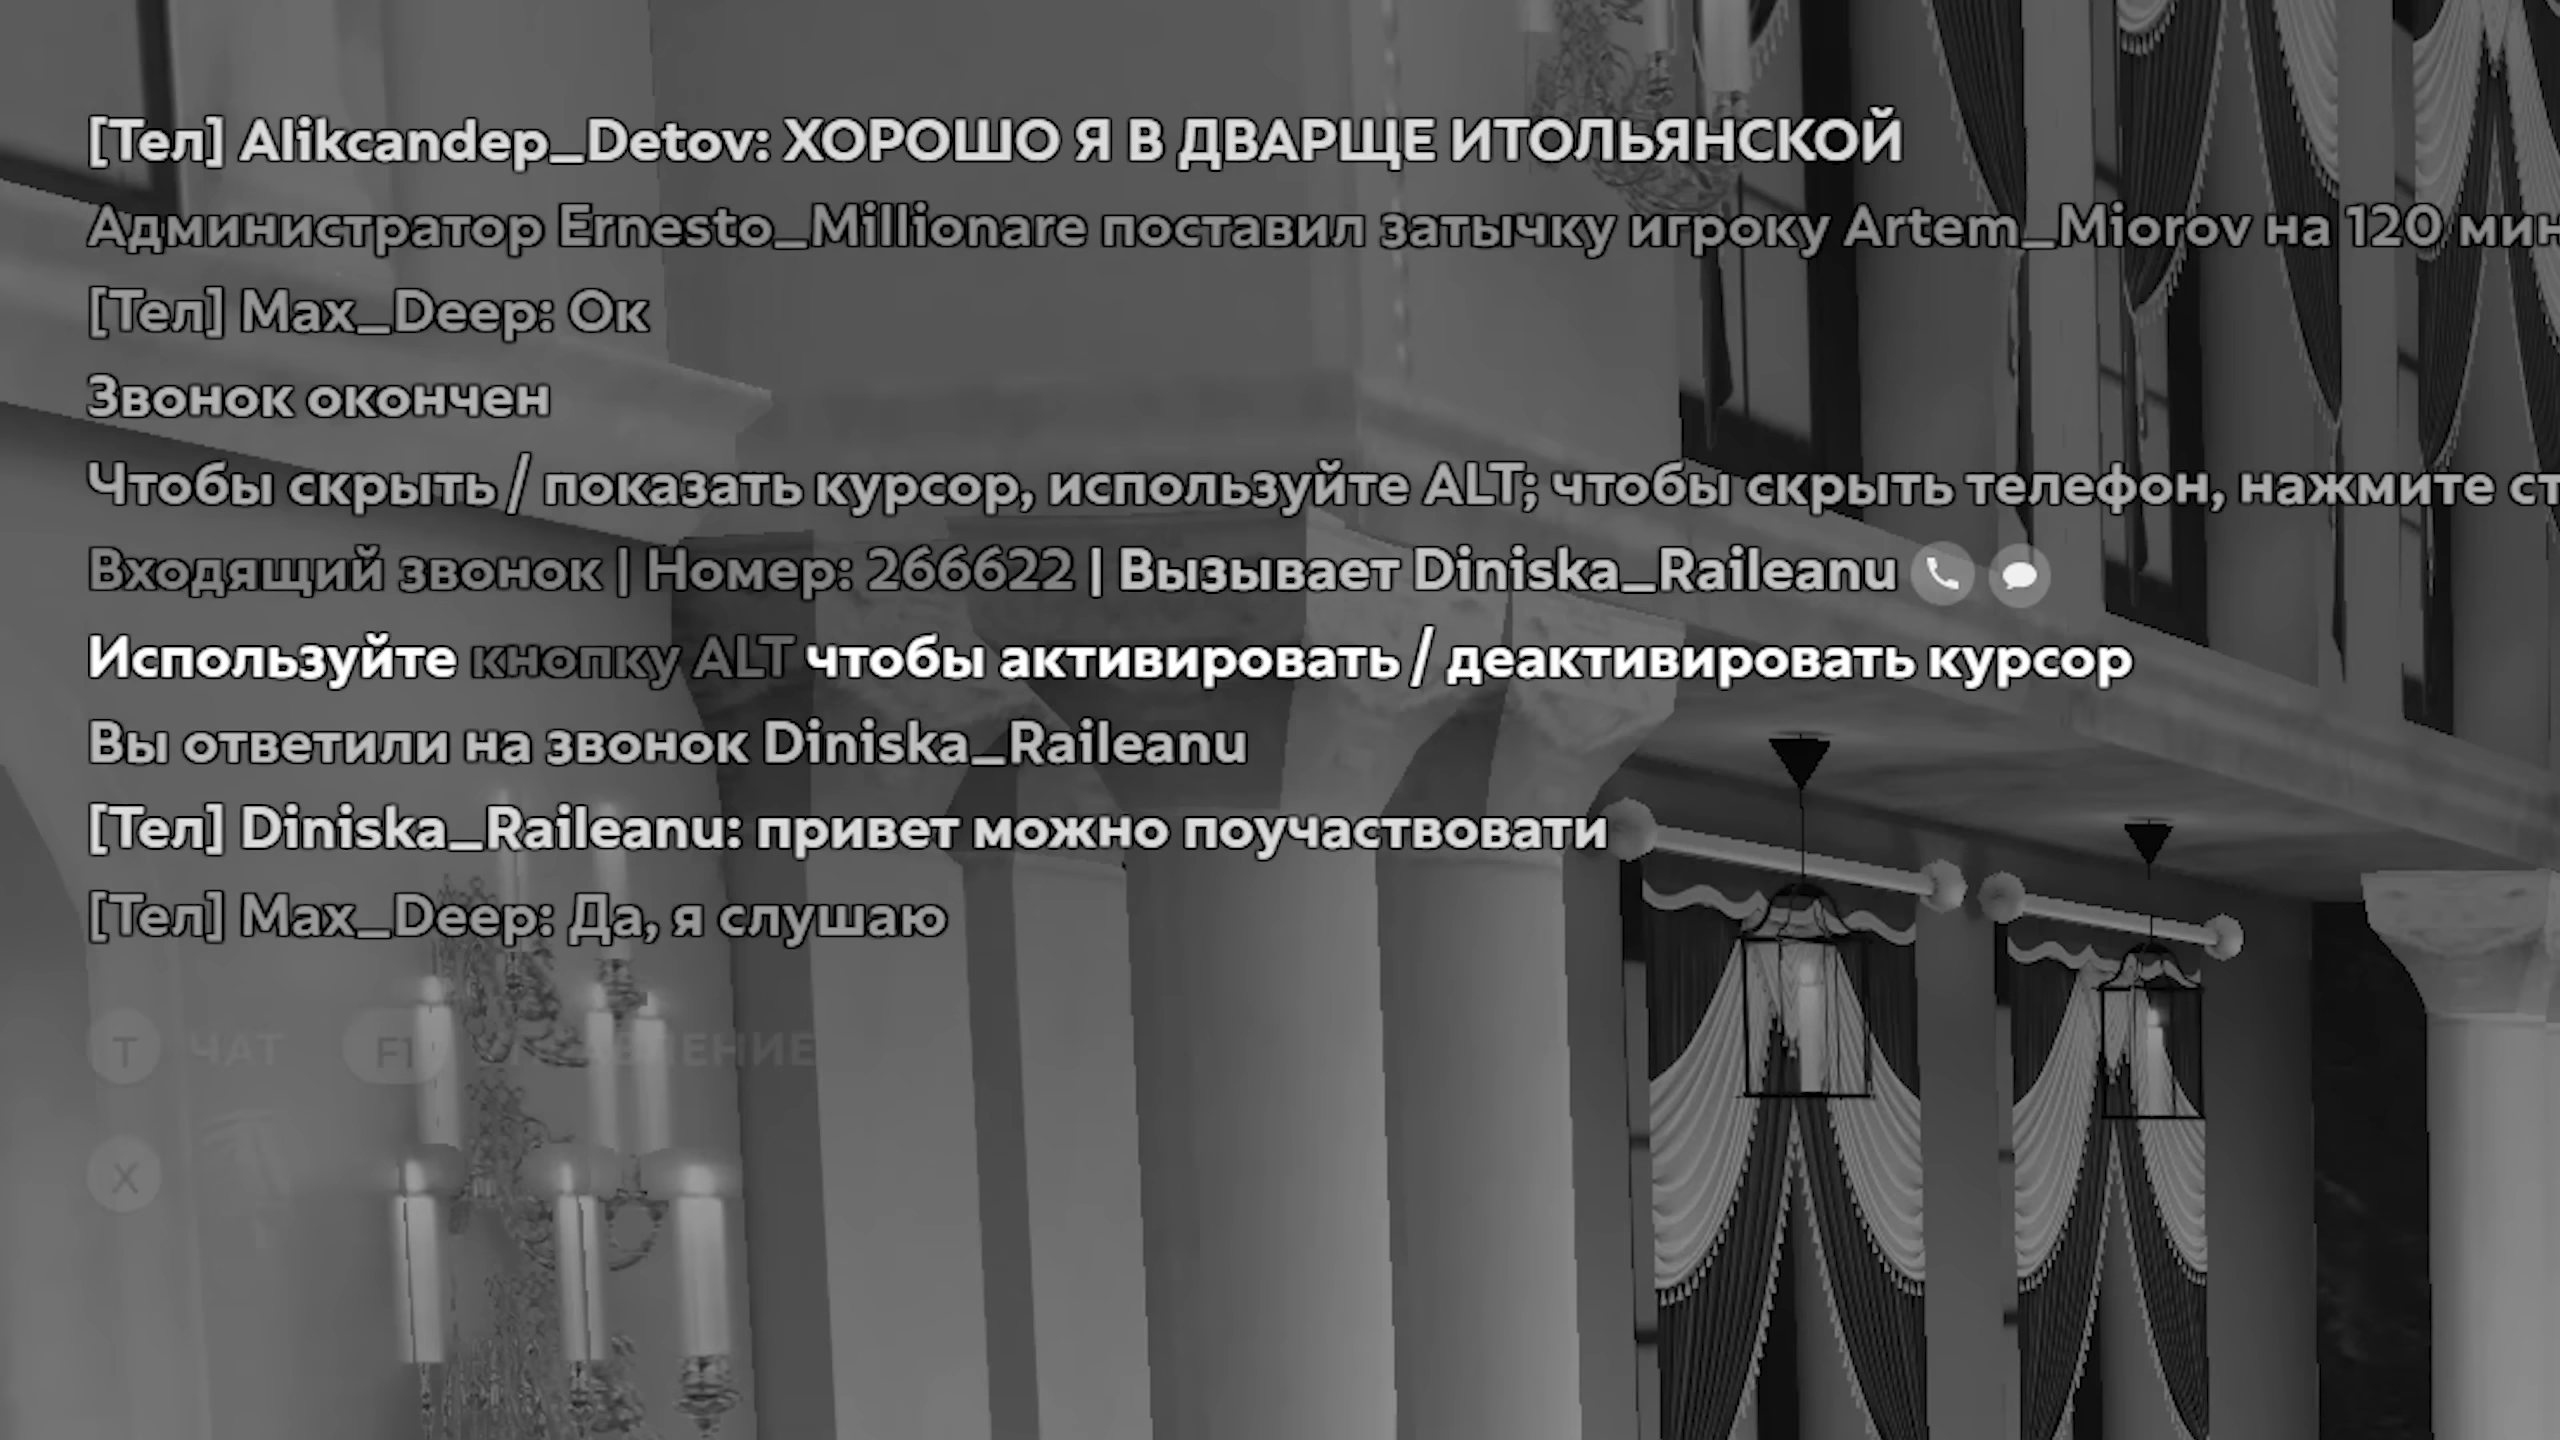 [Тел] Alikcandep_Detov: ХОРОШО Я В ДВАРЩЕ ИТОЛЬЯНСКОЙ
Администратор Ernesto_Millionare поставил затычку игроку Artem_Miorov на 120 мин
[Тел] Max_Deep: Ок
Звонок окончен
Чтобы скрыть / показать курсор, используйте ALT; чтобы скрыть телефон, нажмите ст
Входящий звонок | Номер: 266622 | Вызывает Diniska_Raileanu
Используйте кнопку ALT чтобы активировать / деактивировать курсор
Вы ответили на звонок Diniska_Raileanu
[Тел] Diniska_Raileanu: привет можно поучаствовати
[Тел] Max_Deep: Да, я слушаю
T ЧАТ F1
X